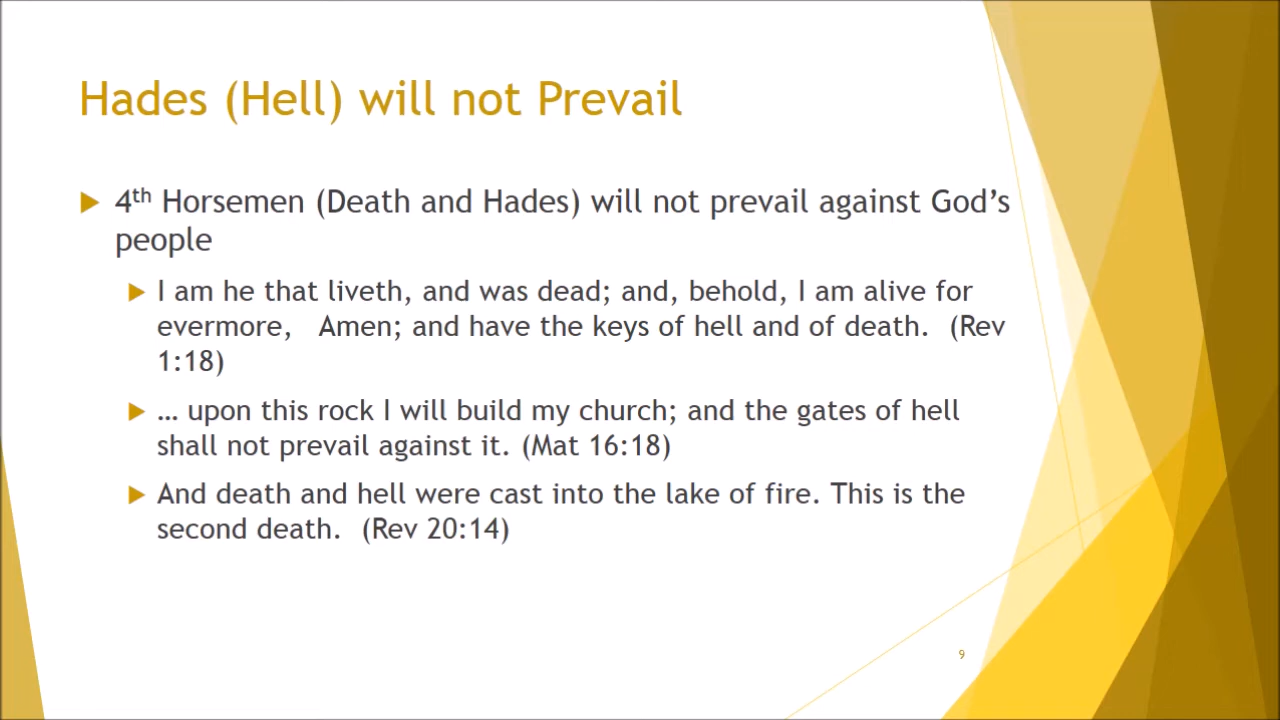 Hades (Hell) will not Prevail
4th Horsemen (Death and Hades) will not prevail against God’s
people
I am he that liveth, and was dead; and, behold, I am alive for
evermore,   Amen; and have the keys of hell and of death.  (Rev
1:18)
… upon this rock I will build my church; and the gates of hell
shall not prevail against it. (Mat 16:18)
And death and hell were cast into the lake of fire. This is the
second death.  (Rev 20:14)
9